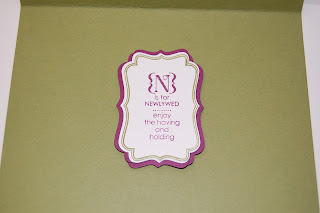 {N}
is for
NEWLYWED
..........
enjoy
the having
and
holding